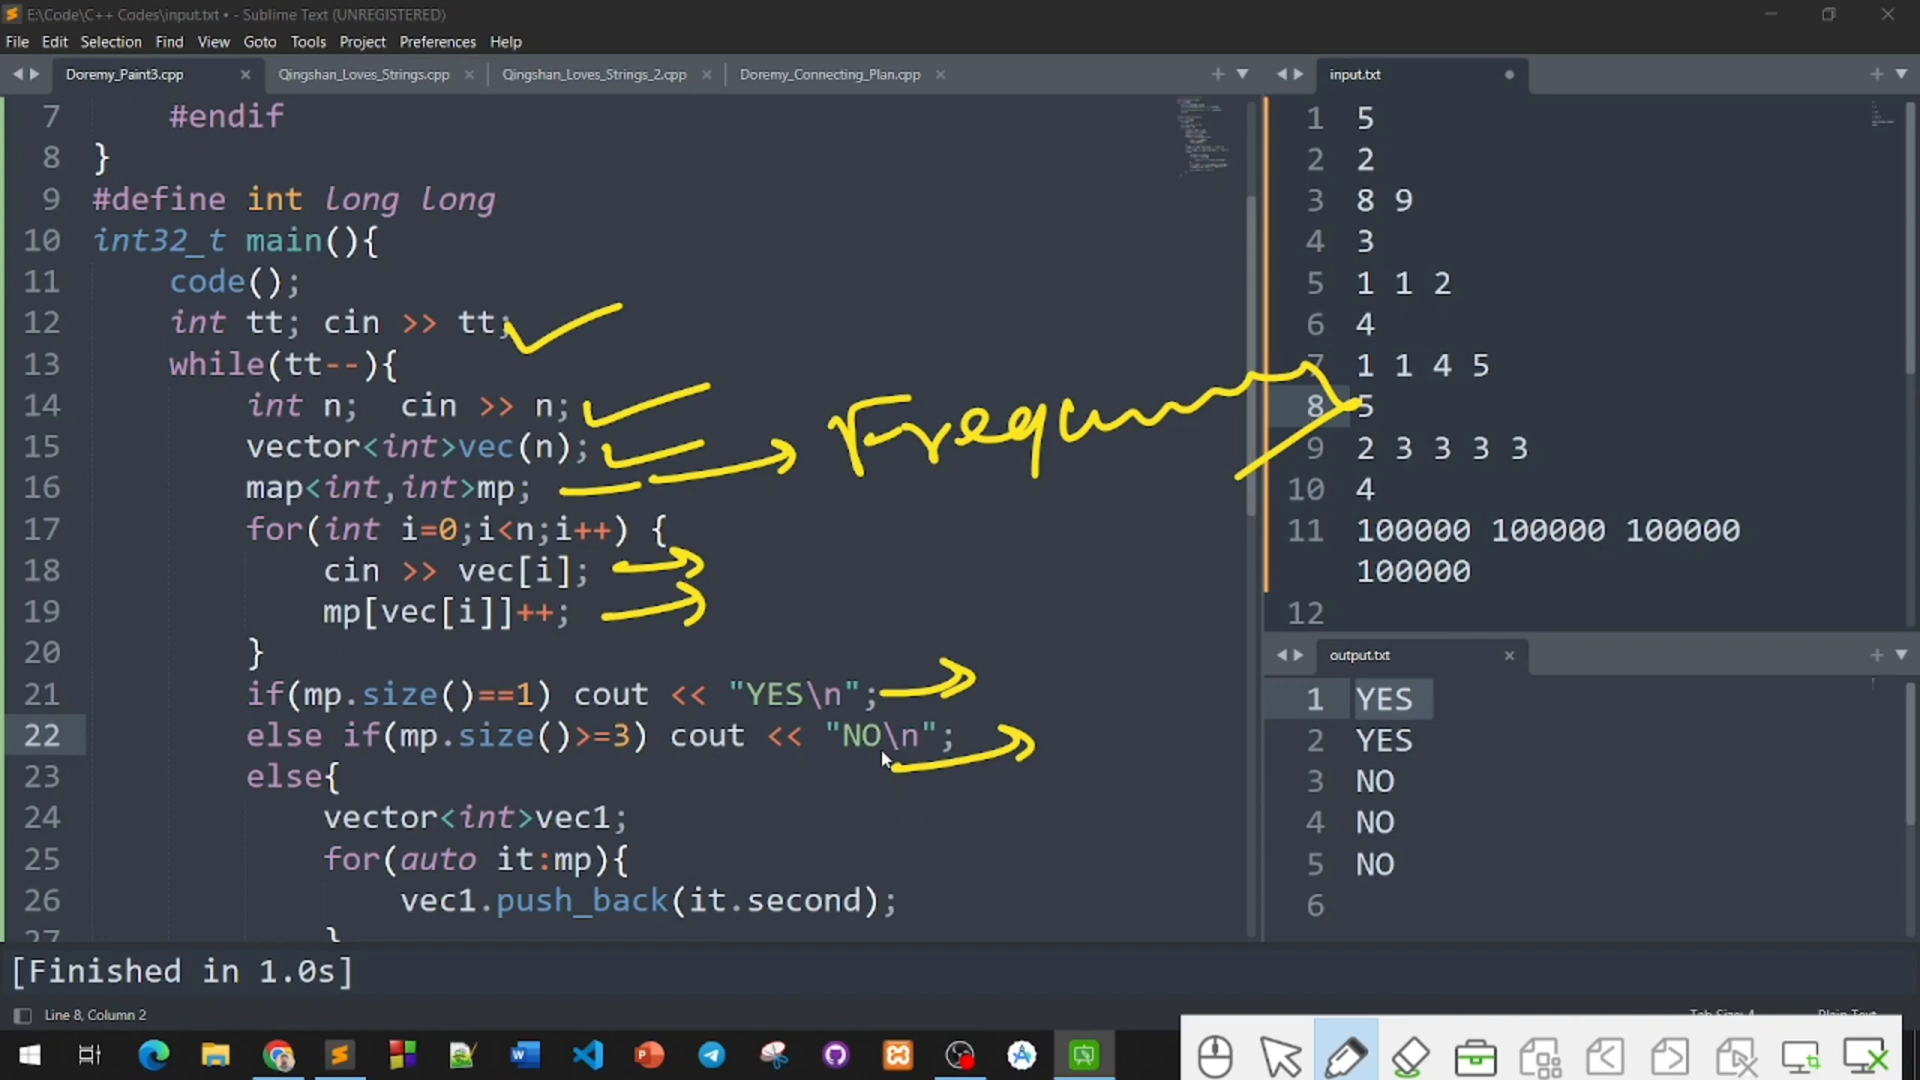 E:\Code\C++ Codes\input.txt • - Sublime Text (UNREGISTERED)
File Edit Selection Find View Goto Tools Project Preferences Help
Doremy_Paint3.cpp Qingshan_Loves_Strings.cpp Qingshan_Loves_Strings_2.cpp Doremy_Connecting_Plan.cpp
7 #endif
8 }
9 #define int long long
10 int32_t main(){
11 code();
12 int tt; cin >> tt;
13 while(tt--){
14 int n; cin >> n;
15 vector<int>vec(n);
16 map<int,int>mp;
17 for(int i=0;i<n;i++) {
18 cin >> vec[i];
19 mp[vec[i]]++;
20 }
21 if(mp.size()==1) cout << "YES\n";
22 else if(mp.size()>=3) cout << "NO\n";
23 else{
24 vector<int>vec1;
25 for(auto it:mp){
26 vec1.push_back(it.second);
27 }
input.txt
1 5
2 2
3 8 9
4 3
5 1 1 2
6 4
7 1 1 4 5
8 5
9 2 3 3 3 3
10 4
11 100000 100000 100000
100000
12
output.txt
1 YES
2 YES
3 NO
4 NO
5 NO
6
[Finished in 1.0s]
Line 8, Column 2
Tab Size: 4 Plain Text